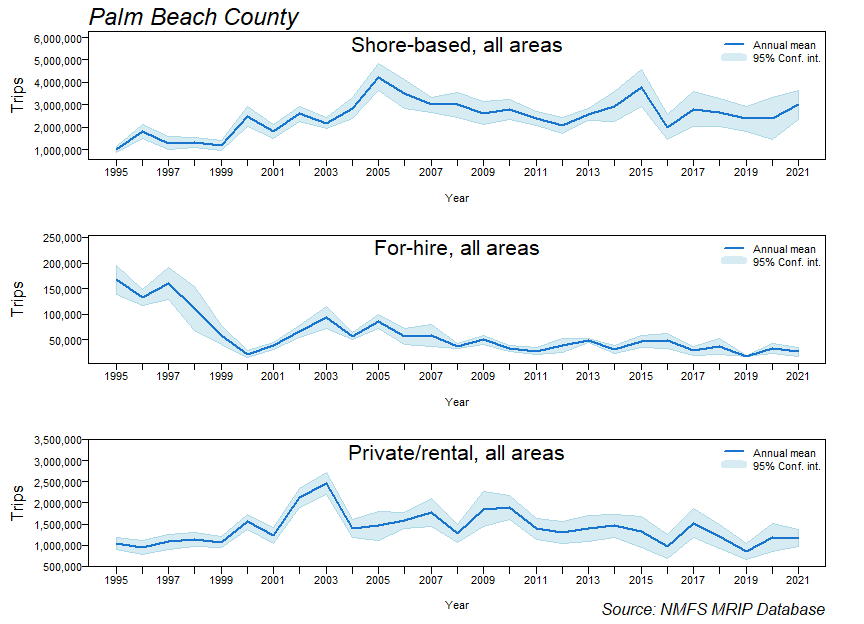 Palm Beach County
Shore-based, all areas
Annual mean
95% Conf. int.
Trips
6,000,000
5,000,000
4,000,000
3,000,000
2,000,000
1,000,000
1995 1997 1999 2001 2003 2005 2007 2009 2011 2013 2015 2017 2019 2021
Year
For-hire, all areas
Annual mean
95% Conf. int.
Trips
250,000
200,000
150,000
100,000
50,000
1995 1997 1999 2001 2003 2005 2007 2009 2011 2013 2015 2017 2019 2021
Year
Private/rental, all areas
Annual mean
95% Conf. int.
Trips
3,500,000
3,000,000
2,500,000
2,000,000
1,500,000
1,000,000
500,000
1995 1997 1999 2001 2003 2005 2007 2009 2011 2013 2015 2017 2019 2021
Year
Source: NMFS MRIP Database